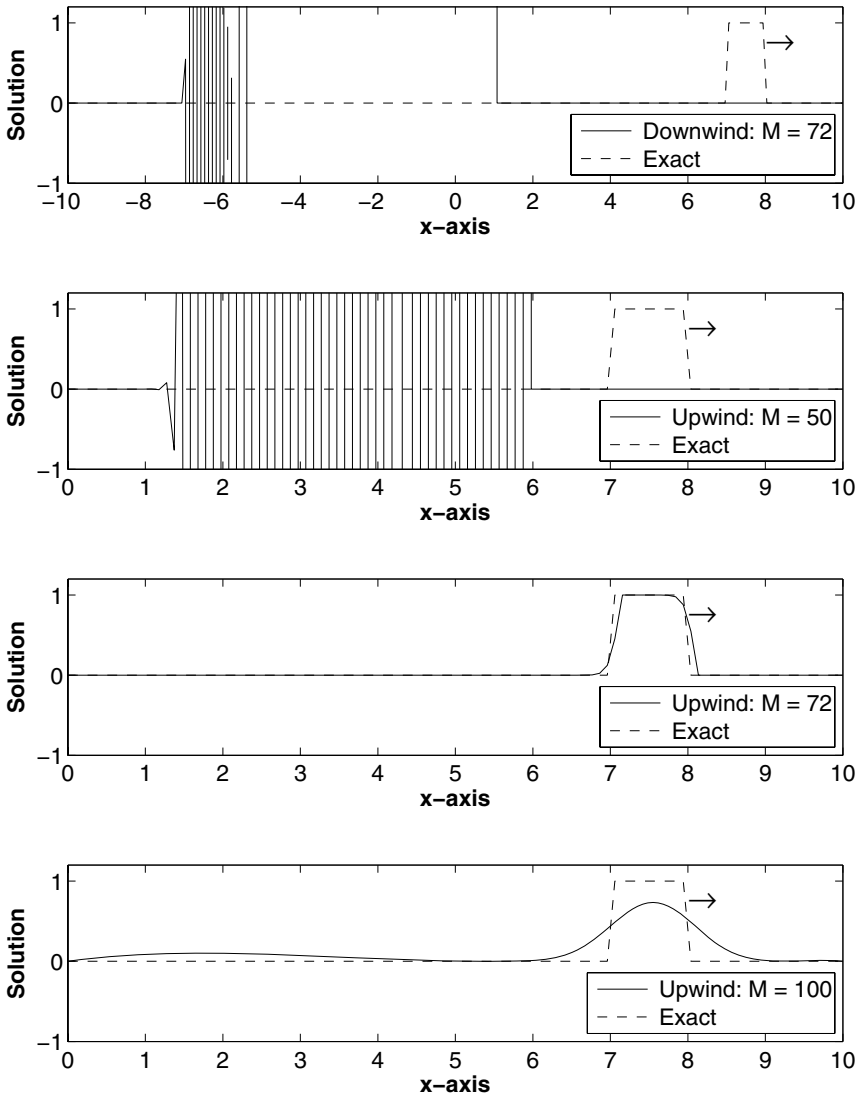 1
0
−1
Solution
Downwind: M = 72
Exact
−10 −8 −6 −4 −2 0 2 4 6 8 10
x−axis
1
0
−1
Solution
Upwind: M = 50
Exact
0 1 2 3 4 5 6 7 8 9 10
x−axis
1
0
−1
Solution
Upwind: M = 72
Exact
0 1 2 3 4 5 6 7 8 9 10
x−axis
1
0
−1
Solution
Upwind: M = 100
Exact
0 1 2 3 4 5 6 7 8 9 10
x−axis